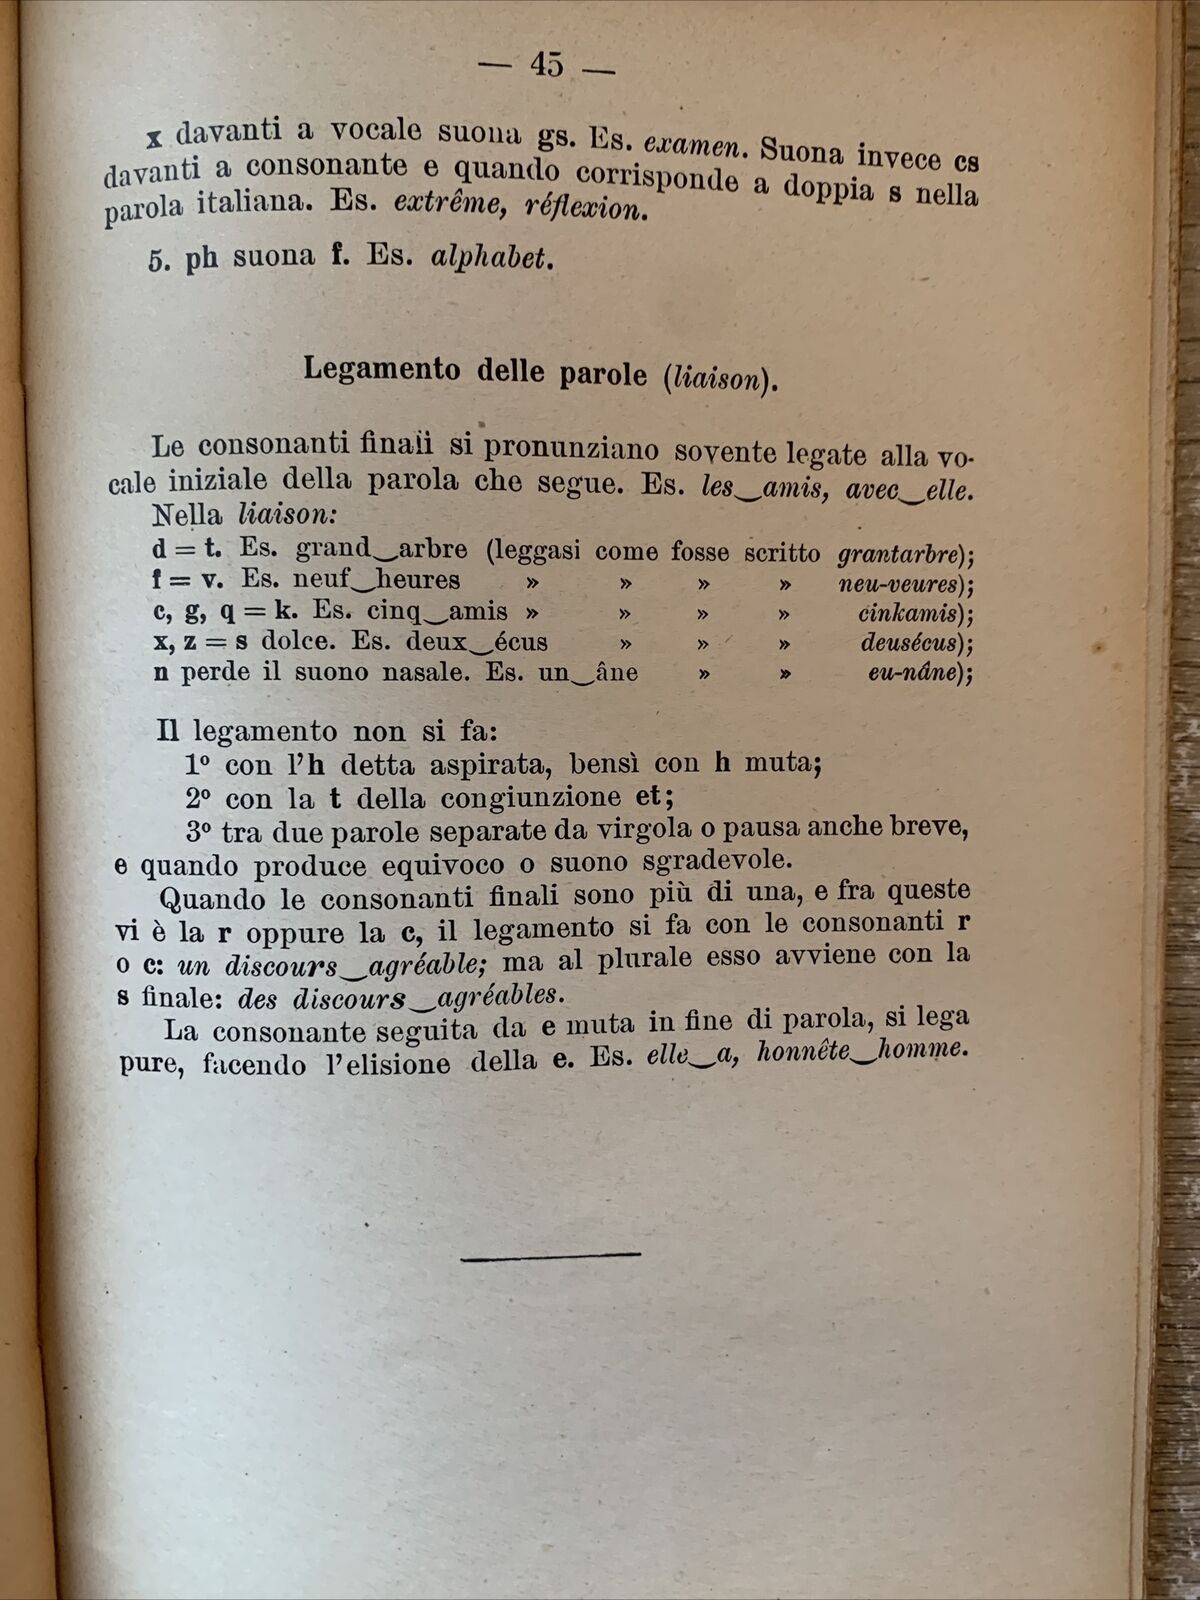 — 45 —
x davanti a vocale suona gs. Es. examen. Suona invece cs
davanti a consonante e quando corrisponde a doppia s nella
parola italiana. Es. extrême, réflexion.
5. ph suona f. Es. alphabet.
Legamento delle parole (liaison).
Le consonanti finali si pronunziano sovente legate alla vo-
cale iniziale della parola che segue. Es. les‿amis, avec‿elle.
Nella liaison:
d = t. Es. grand‿arbre (leggasi come fosse scritto grantarbre);
f = v. Es. neuf‿heures » » » » neu-veures);
c, g, q = k. Es. cinq‿amis » » » » cinkamis);
x, z = s dolce. Es. deux‿écus » » » deusécus);
n perde il suono nasale. Es. un‿âne » » eu-nâne);
Il legamento non si fa:
1º con l'h detta aspirata, bensì con h muta;
2º con la t della congiunzione et;
3º tra due parole separate da virgola o pausa anche breve,
e quando produce equivoco o suono sgradevole.
Quando le consonanti finali sono più di una, e fra queste
vi è la r oppure la c, il legamento si fa con le consonanti r
o c: un discours‿agréable; ma al plurale esso avviene con la
s finale: des discours‿agréables.
La consonante seguita da e muta in fine di parola, si lega
pure, facendo l'elisione della e. Es. elle‿a, honnête‿homme.